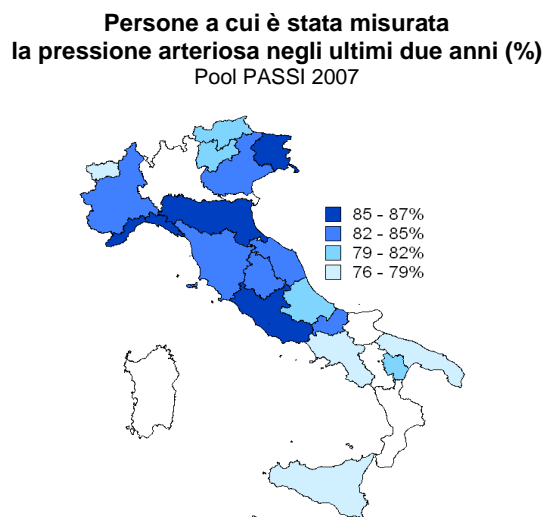 Persone a cui è stata misurata
la pressione arteriosa negli ultimi due anni (%)
Pool PASSI 2007
85 - 87%
82 - 85%
79 - 82%
76 - 79%